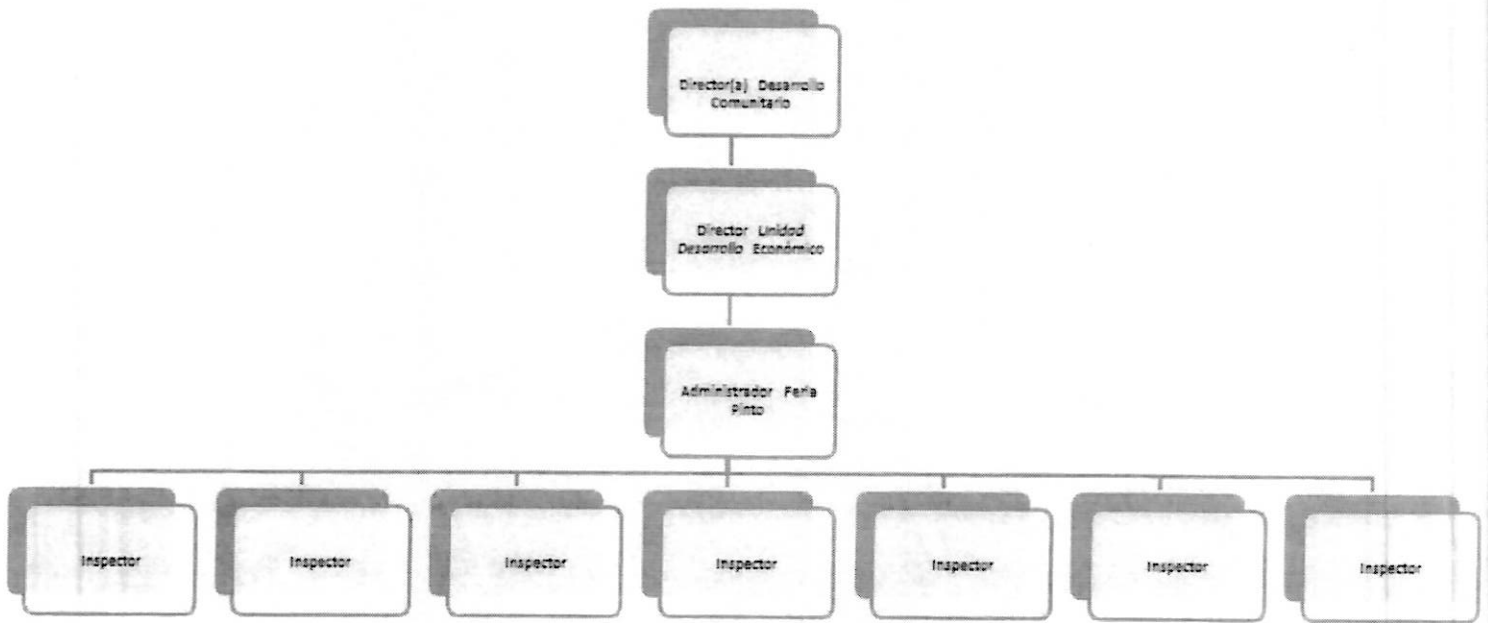 Director(a) Desarrollo
Comunitario
Director Unidad
Desarrollo Económico
Administrador Feria
Pinto
Inspector
Inspector
Inspector
Inspector
Inspector
Inspector
Inspector